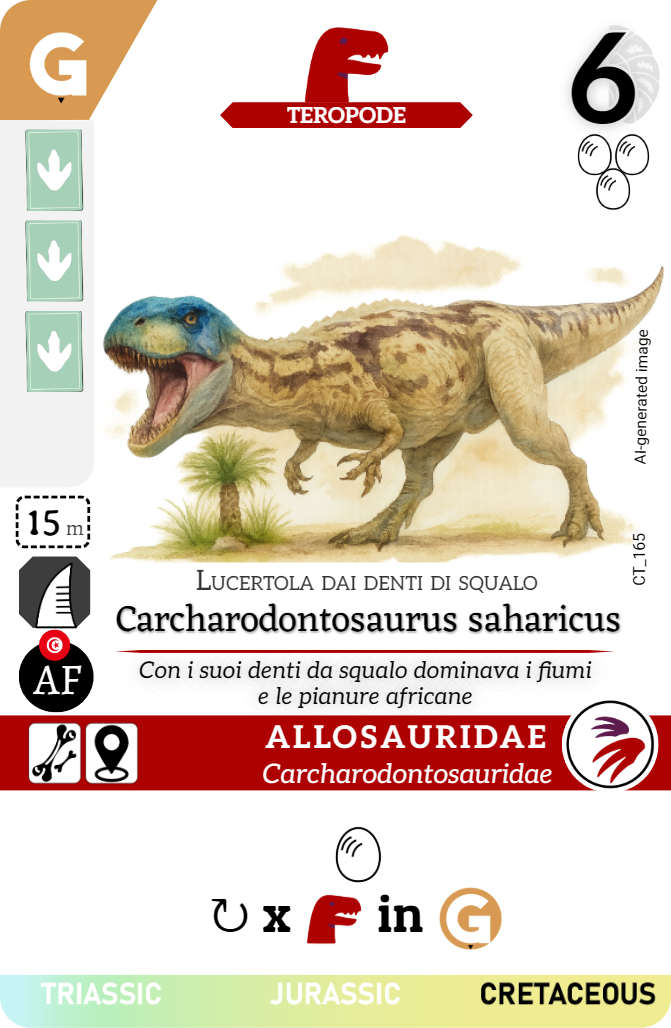 G
TEROPODE
6
15 m
AF
AI-generated image
CT_165
Lucertola dai denti di squalo
Carcharodontosaurus saharicus
Con i suoi denti da squalo dominava i fiumi
e le pianure africane
ALLOSAURIDAE
Carcharodontosauridae
x in G
TRIASSIC JURASSIC CRETACEOUS